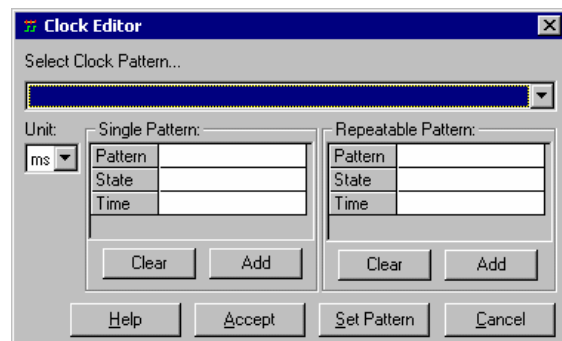 Clock Editor
Select Clock Pattern...
Unit:
ms
Single Pattern:
Pattern
State
Time
Clear
Add
Repeatable Pattern:
Pattern
State
Time
Clear
Add
Help
Accept
Set Pattern
Cancel